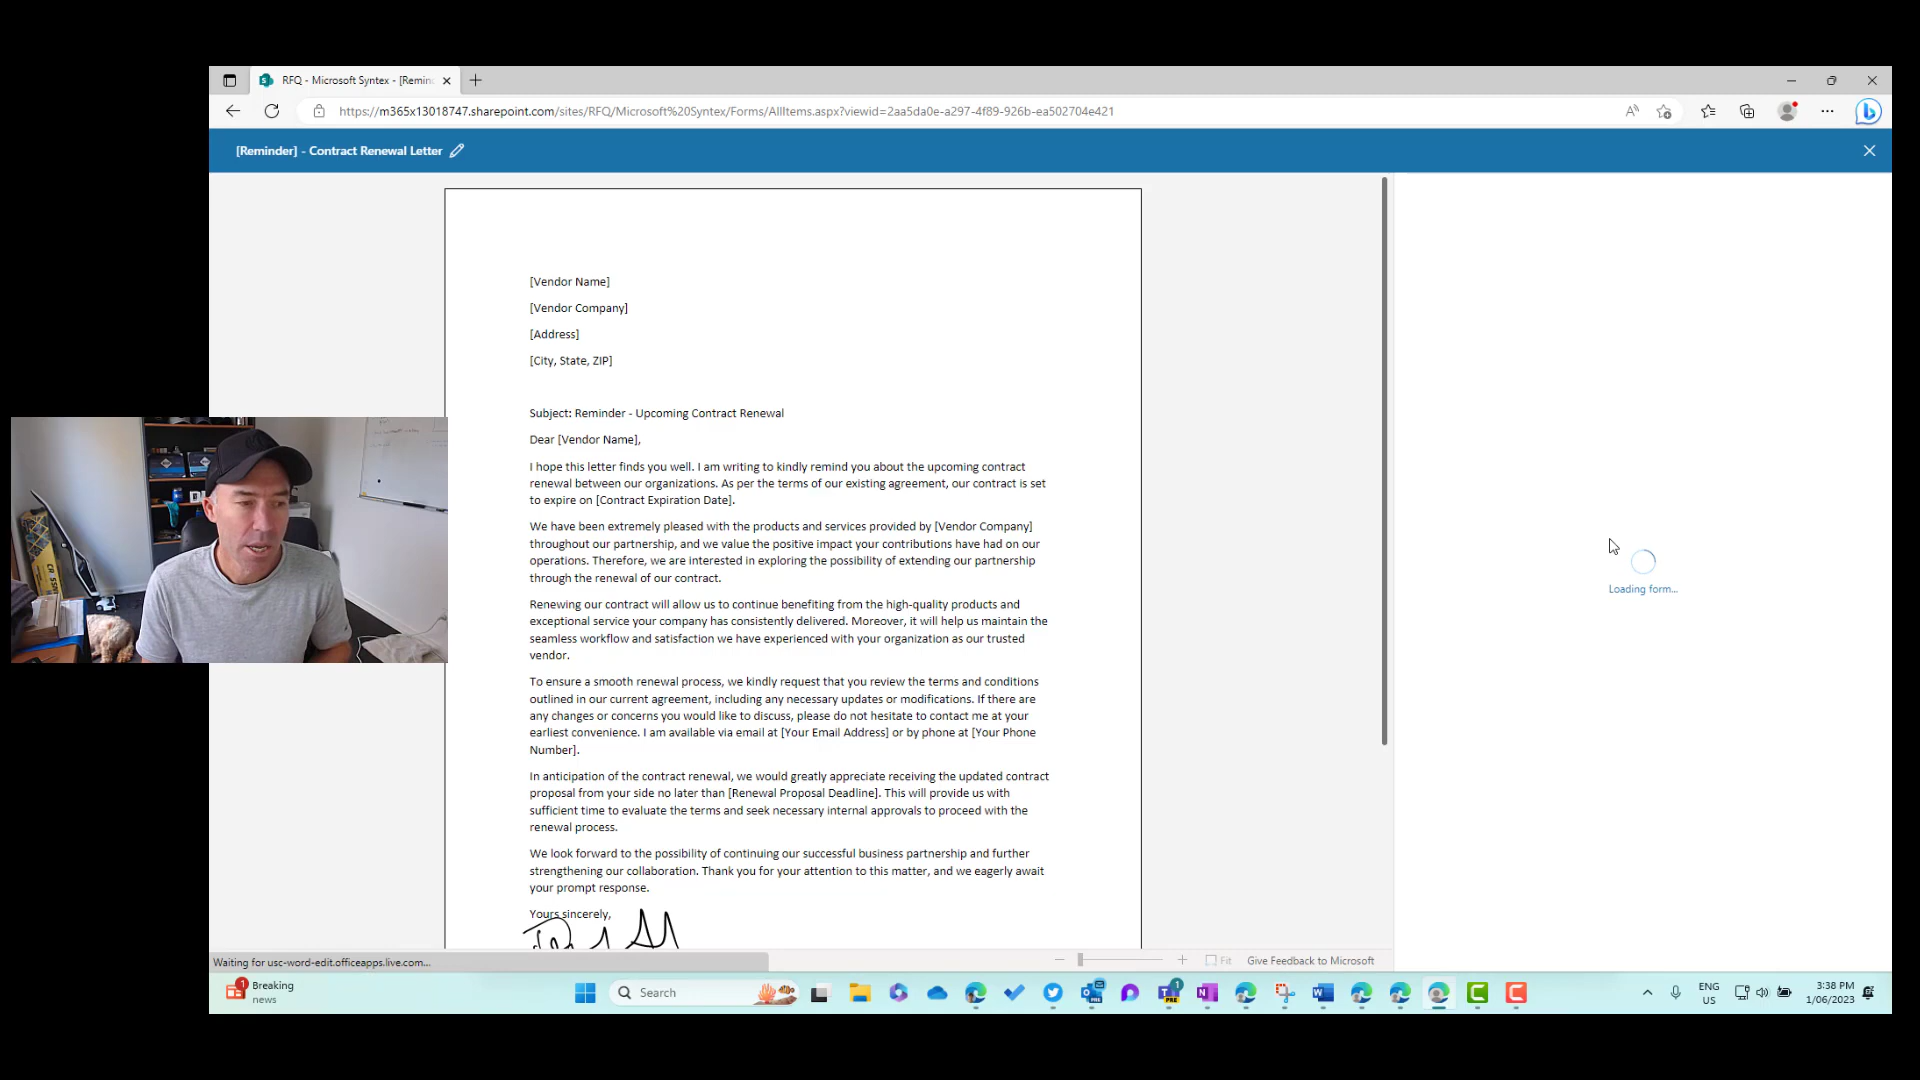 RFQ - Microsoft Syntex - [Remin
https://m365x13018747.sharepoint.com/sites/RFQ/Microsoft%20Syntex/Forms/AllItems.aspx?viewid=2aa5da0e-a297-4f89-926b-ea502704e421
[Reminder] - Contract Renewal Letter
[Vendor Name]
[Vendor Company]
[Address]
[City, State, ZIP]
Subject: Reminder - Upcoming Contract Renewal
Dear [Vendor Name],
I hope this letter finds you well. I am writing to kindly remind you about the upcoming contract
renewal between our organizations. As per the terms of our existing agreement, our contract is set
to expire on [Contract Expiration Date].
We have been extremely pleased with the products and services provided by [Vendor Company]
throughout our partnership, and we value the positive impact your contributions have had on our
operations. Therefore, we are interested in exploring the possibility of extending our partnership
through the renewal of our contract.
Renewing our contract will allow us to continue benefiting from the high-quality products and
exceptional service your company has consistently delivered. Moreover, it will help us maintain the
seamless workflow and satisfaction we have experienced with your organization as our trusted
vendor.
To ensure a smooth renewal process, we kindly request that you review the terms and conditions
outlined in our current agreement, including any necessary updates or modifications. If there are
any changes or concerns you would like to discuss, please do not hesitate to contact me at your
earliest convenience. I am available via email at [Your Email Address] or by phone at [Your Phone
Number].
In anticipation of the contract renewal, we would greatly appreciate receiving the updated contract
proposal from your side no later than [Renewal Proposal Deadline]. This will provide us with
sufficient time to evaluate the terms and seek necessary internal approvals to proceed with the
renewal process.
We look forward to the possibility of continuing our successful business partnership and further
strengthening our collaboration. Thank you for your attention to this matter, and we eagerly await
your prompt response.
Yours sincerely,
Loading form...
Waiting for usc-word-edit.officeapps.live.com...
Fit
Give Feedback to Microsoft
1
Breaking
news
Search
PRE
1
PRE
ENG
US
3:38 PM
1/06/2023